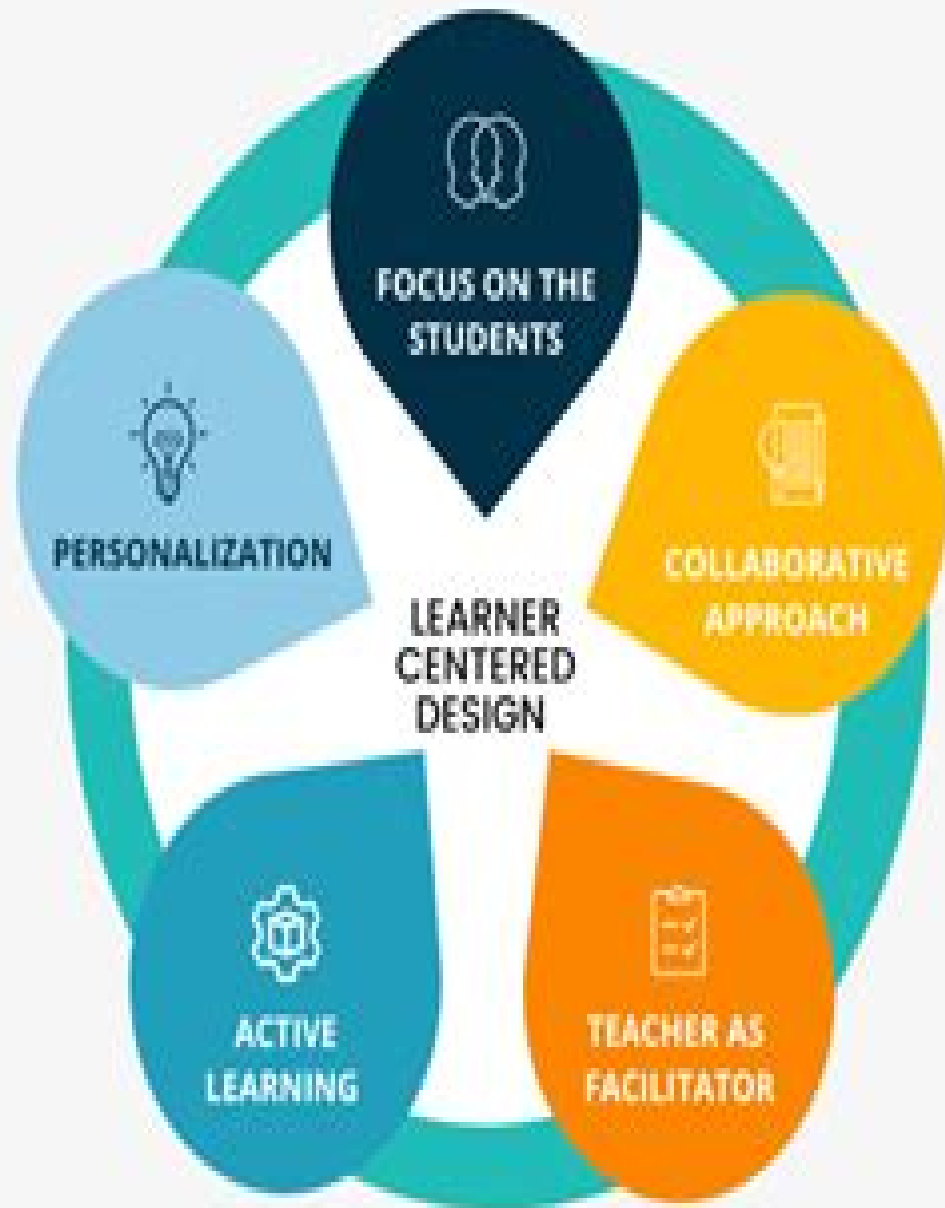 FOCUS ON THE
STUDENTS
COLLABORATIVE
APPROACH
TEACHER AS
FACILITATOR
ACTIVE
LEARNING
PERSONALIZATION
LEARNER
CENTERED
DESIGN